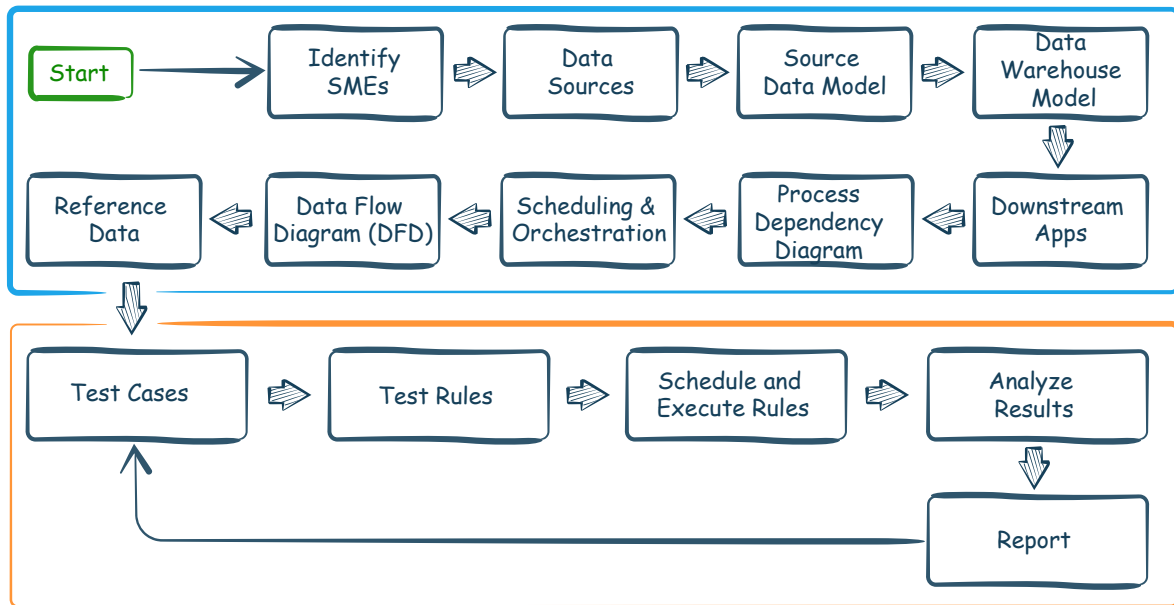 Start
Identify
SMEs
Data
Sources
Source
Data Model
Data
Warehouse
Model
Reference
Data
Data Flow
Diagram (DFD)
Scheduling &
Orchestration
Process
Dependency
Diagram
Downstream
Apps
Test Cases
Test Rules
Schedule and
Execute Rules
Analyze
Results
Report